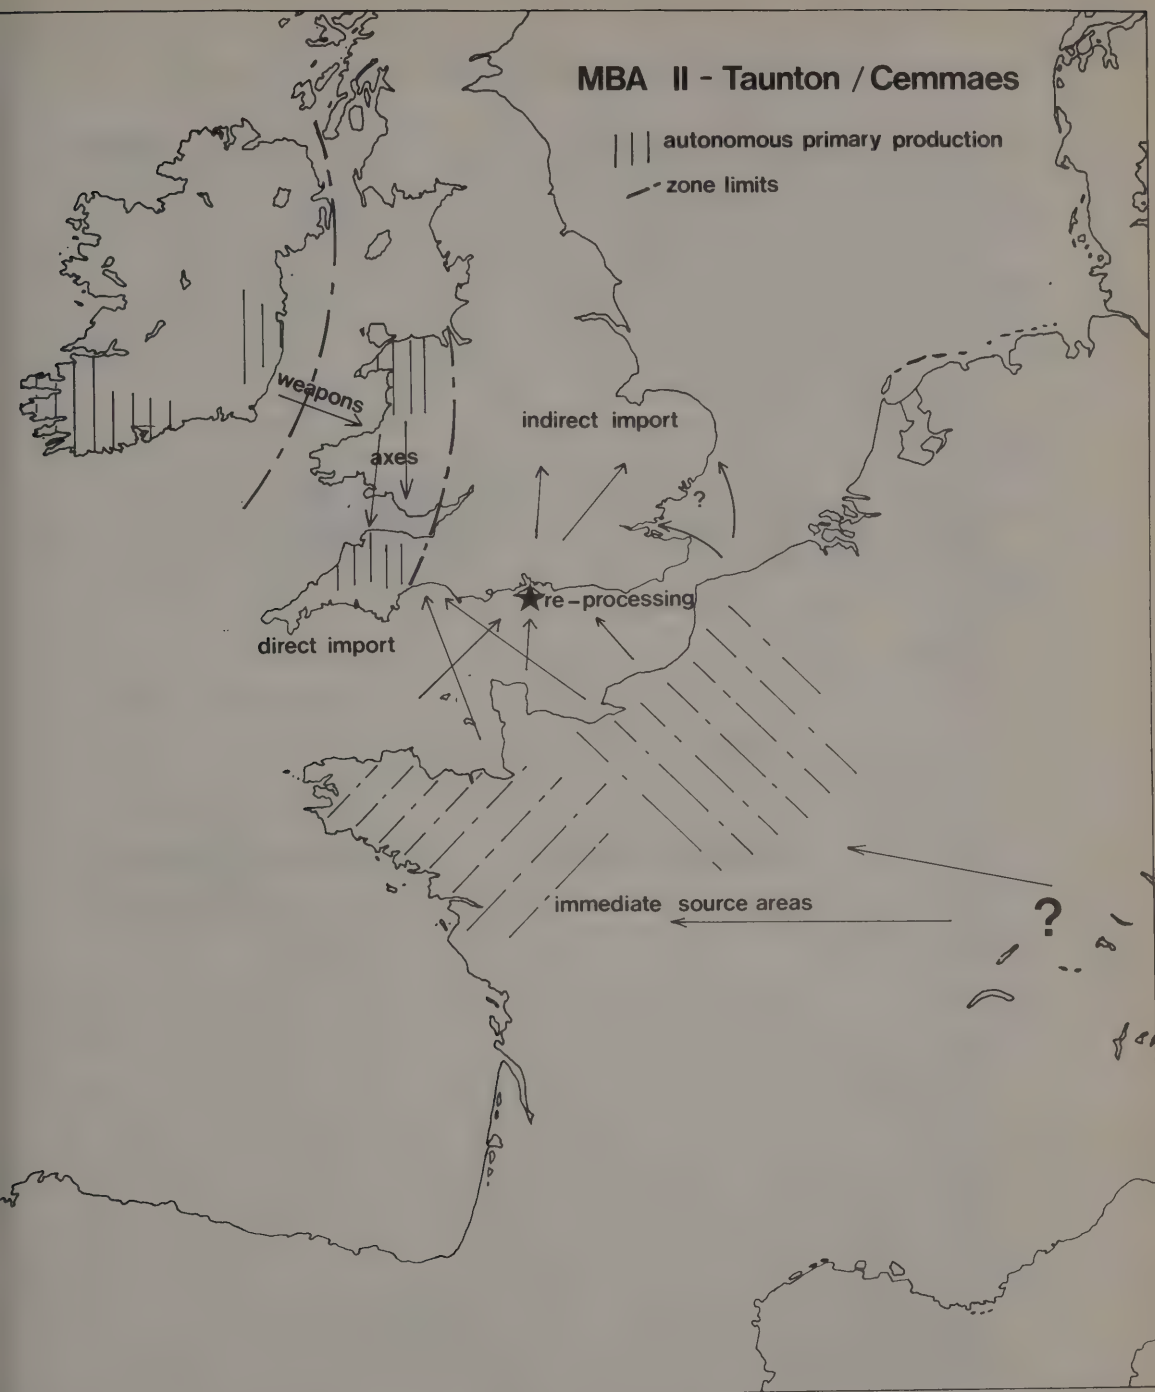 MBA II - Taunton / Cemmaes
autonomous primary production
zone limits
weapons
indirect import
axes
?
re-processing
direct import
immediate source areas
?